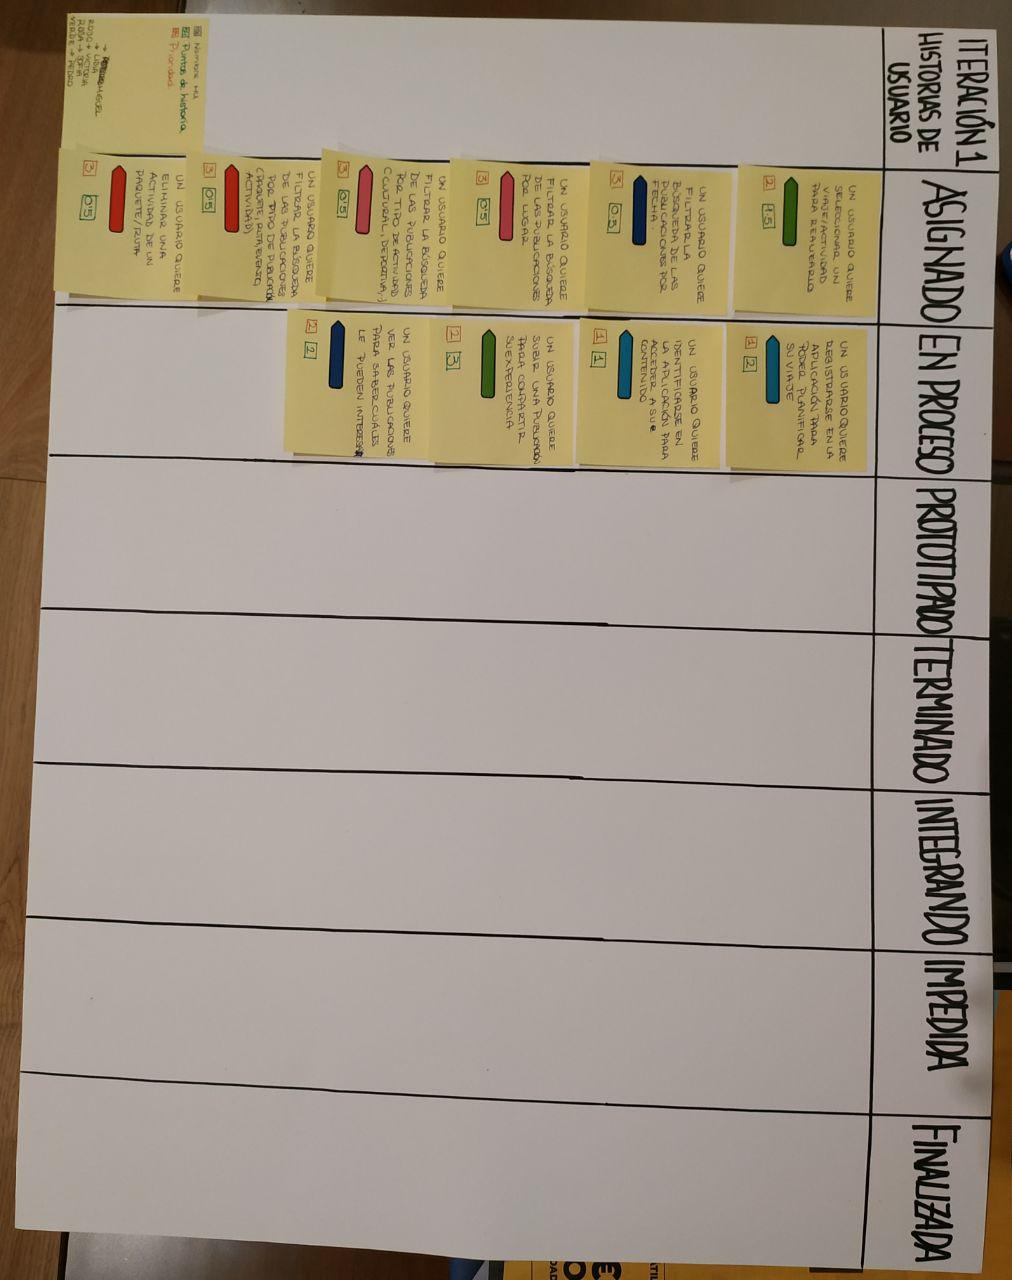 ITERACIÓN 1
HISTORIAS DE
USUARIO
ASIGNADO
EN PROCESO
PROTOTIPADO
TERMINADO
INTEGRANDO
IMPEDIDA
FINALIZADA
UN USUARIO QUIERE
SELECCIONAR UN
VIAJE/ACTIVIDAD
PARA REALIZARLO
2 1.5
UN USUARIO QUIERE
FILTRAR LA
BÚSQUEDA DE LAS
PUBLICACIONES POR
FECHA.
3 0.5
UN USUARIO QUIERE
FILTRAR LA BÚSQUEDA
DE LAS PUBLICACIONES
POR LUGAR
3 0'5
UN USUARIO QUIERE
FILTRAR LA BÚSQUEDA
DE LAS PUBLICACIONES
POR TIPO DE ACTIVIDAD
(CULTURAL, DEPORTIVA,..)
3 0'5
UN USUARIO QUIERE
FILTRAR LA BÚSQUEDA
DE LAS PUBLICACIONES
POR TIPO DE PUBLICACIÓN
(PAQUETE, RUTA, EVENTO,
ACTIVIDAD)
3 0'5
UN USUARIO QUIERE
ELIMINAR UNA
ACTIVIDAD DE UN
PAQUETE/RUTA
3 0'5
UN USUARIO QUIERE
REGISTRARSE EN LA
APLICACIÓN PARA
PODER PLANIFICAR
SU VIAJE
1 2
UN USUARIO QUIERE
IDENTIFICARSE EN
LA APLICACIÓN PARA
ACCEDER A SU
CONTENIDO
1 1
UN USUARIO QUIERE
SUBIR UNA PUBLICACIÓN
PARA COMPARTIR
SU EXPERIENCIA
2 3
UN USUARIO QUIERE
VER LAS PUBLICACIONES
PARA SABER CUÁLES
LE PUEDEN INTERESAR
2 2
Nombre HU
Puntos de historia
Prioridad
→ MIGUEL
→ LIDIA
ROJO → VICTORIA
ROSA → SOFIA
VERDE → PEDRO